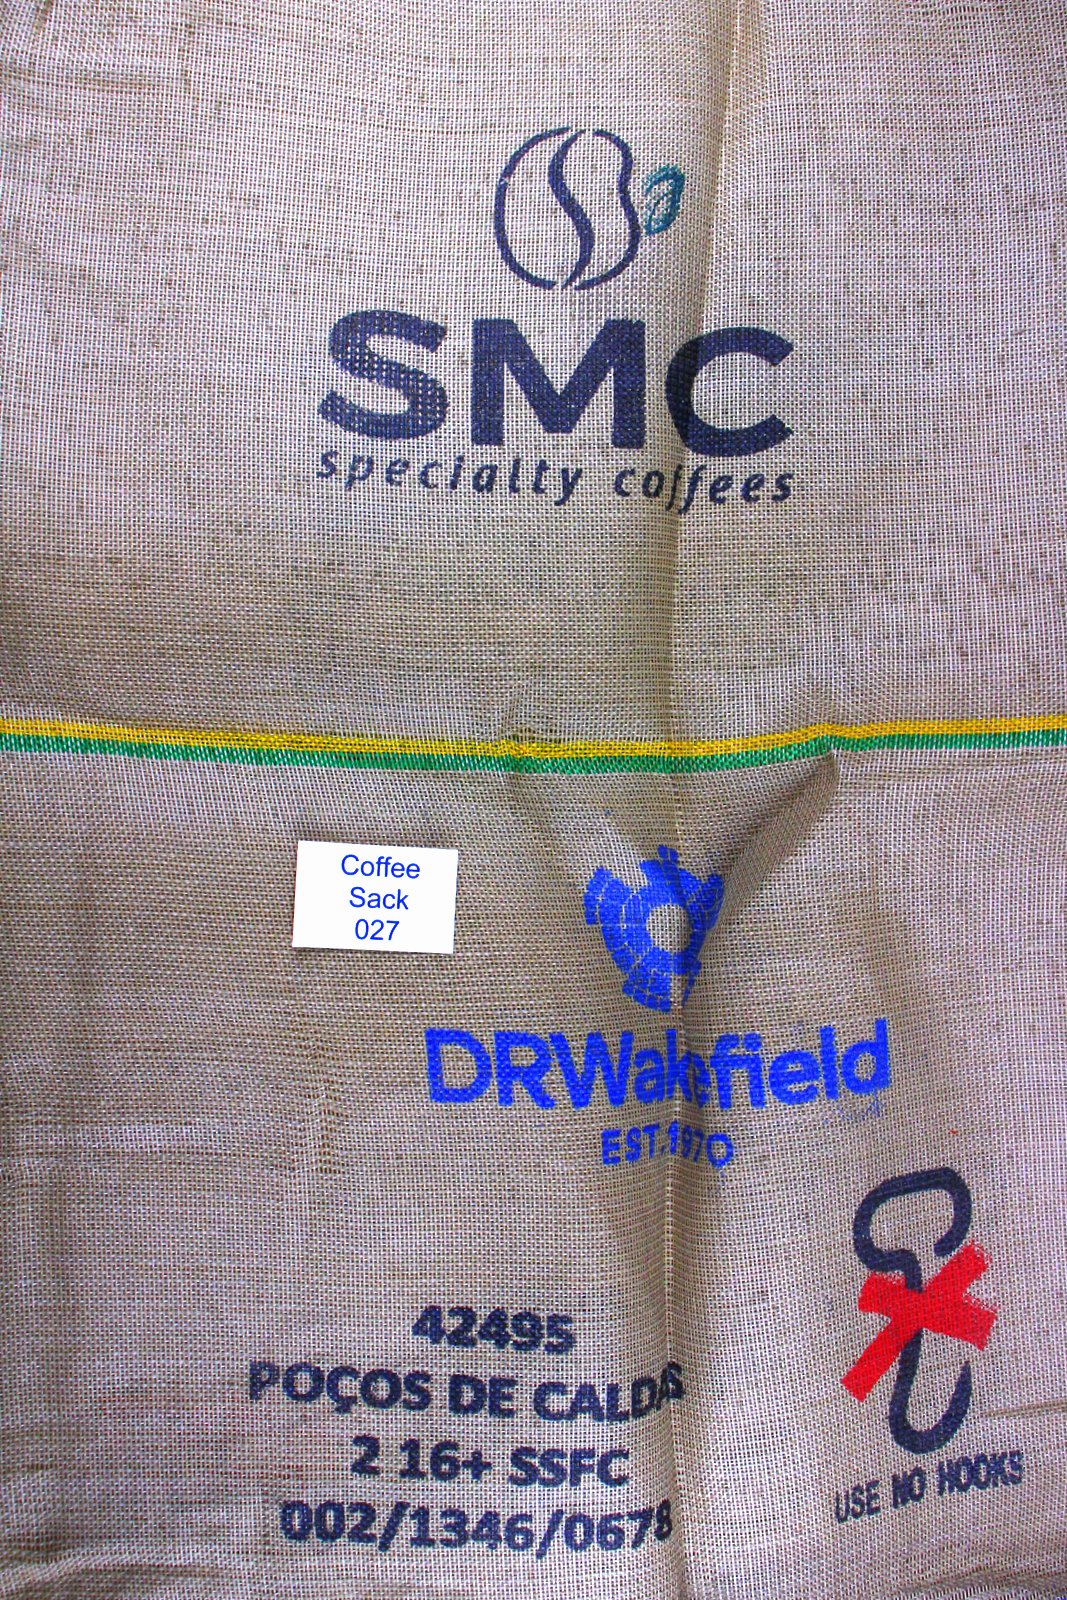 SMC
specialty coffees
Coffee
Sack
027
DRWakefield
EST.1970
42495
POÇOS DE CALDAS
2 16+ SSFC
002/1346/0678
USE NO HOOKS